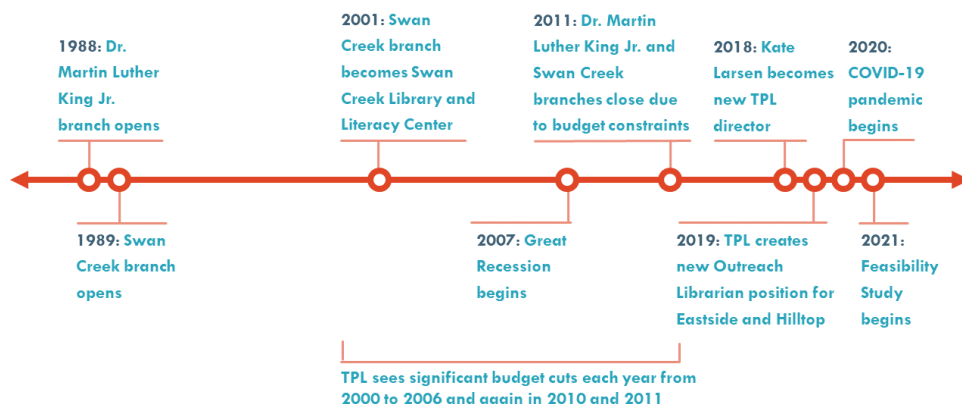 1988: Dr.
Martin Luther
King Jr.
branch opens
2001: Swan
Creek branch
becomes Swan
Creek Library and
Literacy Center
2011: Dr. Martin
Luther King Jr. and
Swan Creek
branches close due
to budget constraints
2018: Kate
Larsen becomes
new TPL
director
2020:
COVID-19
pandemic
begins
1989: Swan
Creek branch
opens
2007: Great
Recession
begins
2019: TPL creates
new Outreach
Librarian position for
Eastside and Hilltop
2021:
Feasibility
Study
begins
TPL sees significant budget cuts each year from
2000 to 2006 and again in 2010 and 2011